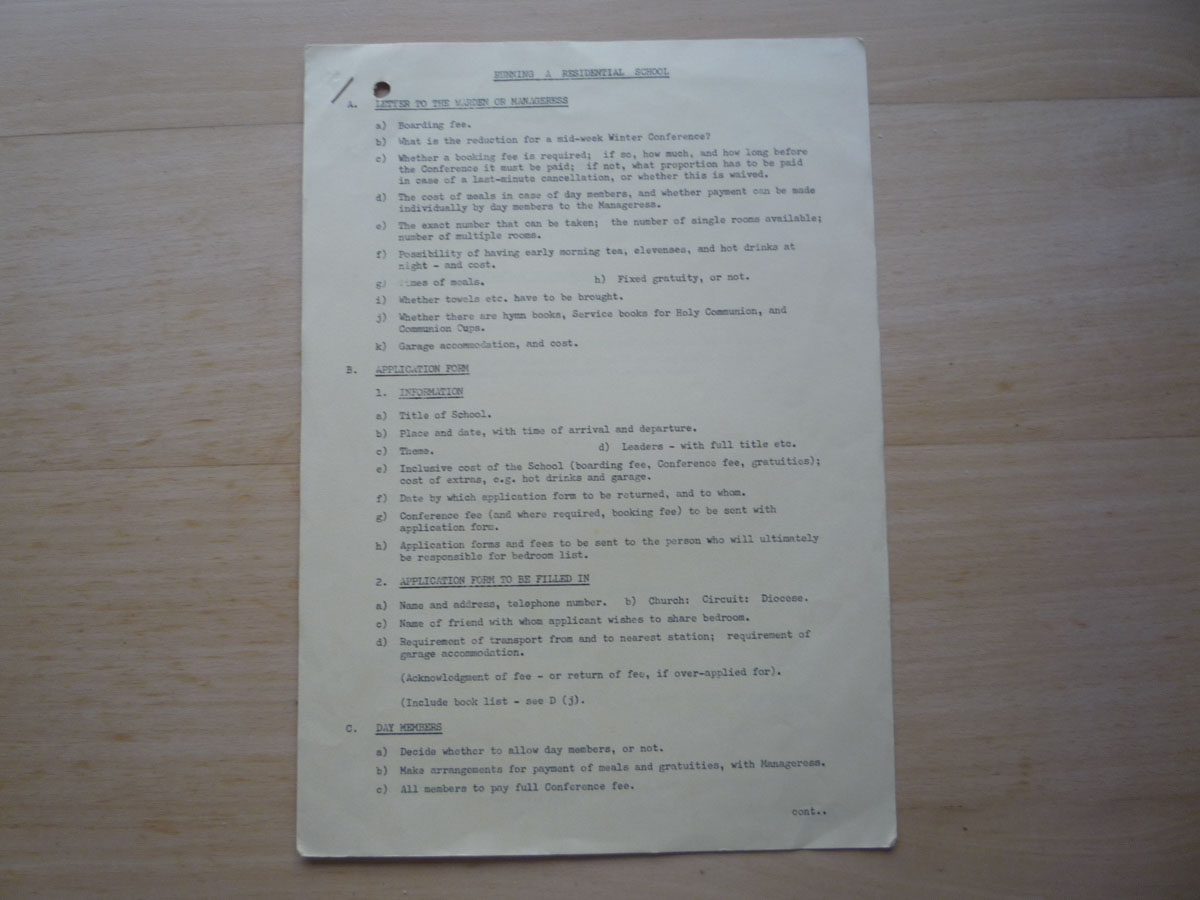 RUNNING A RESIDENTIAL SCHOOL
A. LETTER TO THE WARDEN OR MANAGERESS
a) Boarding fee.
b) What is the reduction for a mid-week Winter Conference?
c) Whether a booking fee is required; if so, how much, and how long before
the Conference it must be paid; if not, what proportion has to be paid
in case of a last-minute cancellation, or whether this is waived.
d) The cost of meals in case of day members, and whether payment can be made
individually by day members to the Manageress.
e) The exact number that can be taken; the number of single rooms available;
number of multiple rooms.
f) Possibility of having early morning tea, elevenses, and hot drinks at
night - and cost.
g) Times of meals. h) Fixed gratuity, or not.
i) Whether towels etc. have to be brought.
j) Whether there are hymn books, Service books for Holy Communion, and
Communion Cups.
k) Garage accommodation, and cost.
B. APPLICATION FORM
1. INFORMATION
a) Title of School.
b) Place and date, with time of arrival and departure.
c) Theme. d) Leaders - with full title etc.
e) Inclusive cost of the School (boarding fee, Conference fee, gratuities);
cost of extras, e.g. hot drinks and garage.
f) Date by which application form to be returned, and to whom.
g) Conference fee (and where required, booking fee) to be sent with
application form.
h) Application forms and fees to be sent to the person who will ultimately
be responsible for bedroom list.
2. APPLICATION FORM TO BE FILLED IN
a) Name and address, telephone number. b) Church: Circuit: Diocese.
c) Name of friend with whom applicant wishes to share bedroom.
d) Requirement of transport from and to nearest station; requirement of
garage accommodation.
(Acknowledgment of fee - or return of fee, if over-applied for).
(Include book list - see D (j).
C. DAY MEMBERS
a) Decide whether to allow day members, or not.
b) Make arrangements for payment of meals and gratuities, with Manageress.
c) All members to pay full Conference fee.
cont..